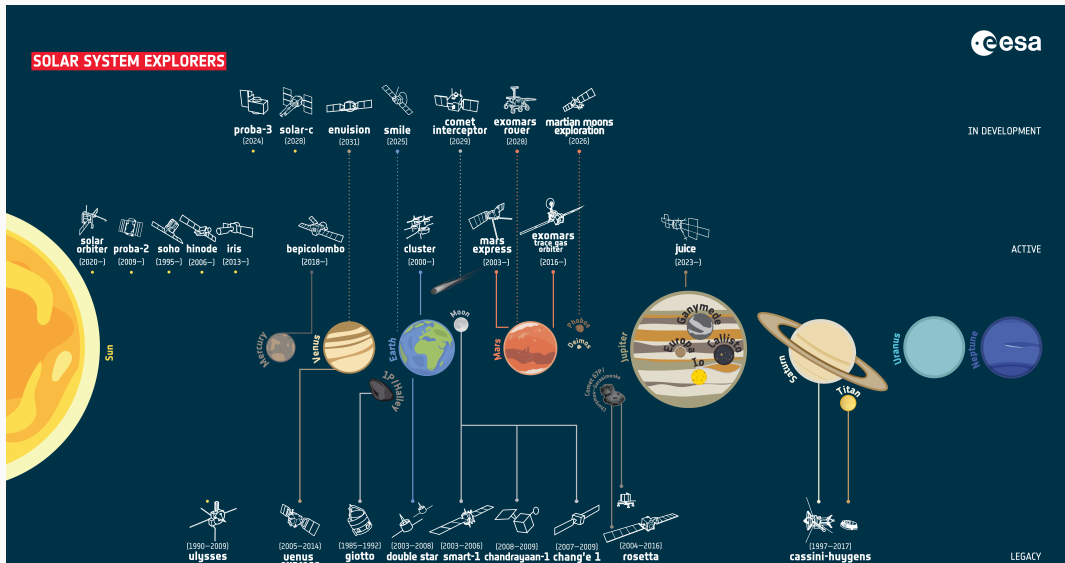 esa
SOLAR SYSTEM EXPLORERS
proba-3
(2024)
solar-c
(2028)
envision
(2031)
smile
(2025)
comet
interceptor
(2029)
exomars
rover
(2028)
martian moons
exploration
(2026)
IN DEVELOPMENT
solar
orbiter
(2020–)
proba-2
(2009–)
soho
(1995–)
hinode
(2006–)
iris
(2013–)
bepicolombo
(2018–)
cluster
(2000–)
mars
express
(2003–)
exomars
trace gas
orbiter
(2016–)
juice
(2023–)
ACTIVE
Sun
Mercury
Venus
1P/Halley
Earth
Moon
Mars
Phobos
Deimos
Comet 67P/
Churyumov-Gerasimenko
Jupiter
Ganymede
Europa
Io
Callisto
Saturn
Titan
Uranus
Neptune
(1990–2009)
ulysses
(2005–2014)
venus
express
(1985–1992)
giotto
(2003–2008)
double star
(2003–2006)
smart-1
(2008–2009)
chandrayaan-1
(2007–2009)
chang'e 1
(2004–2016)
rosetta
(1997–2017)
cassini-huygens
LEGACY